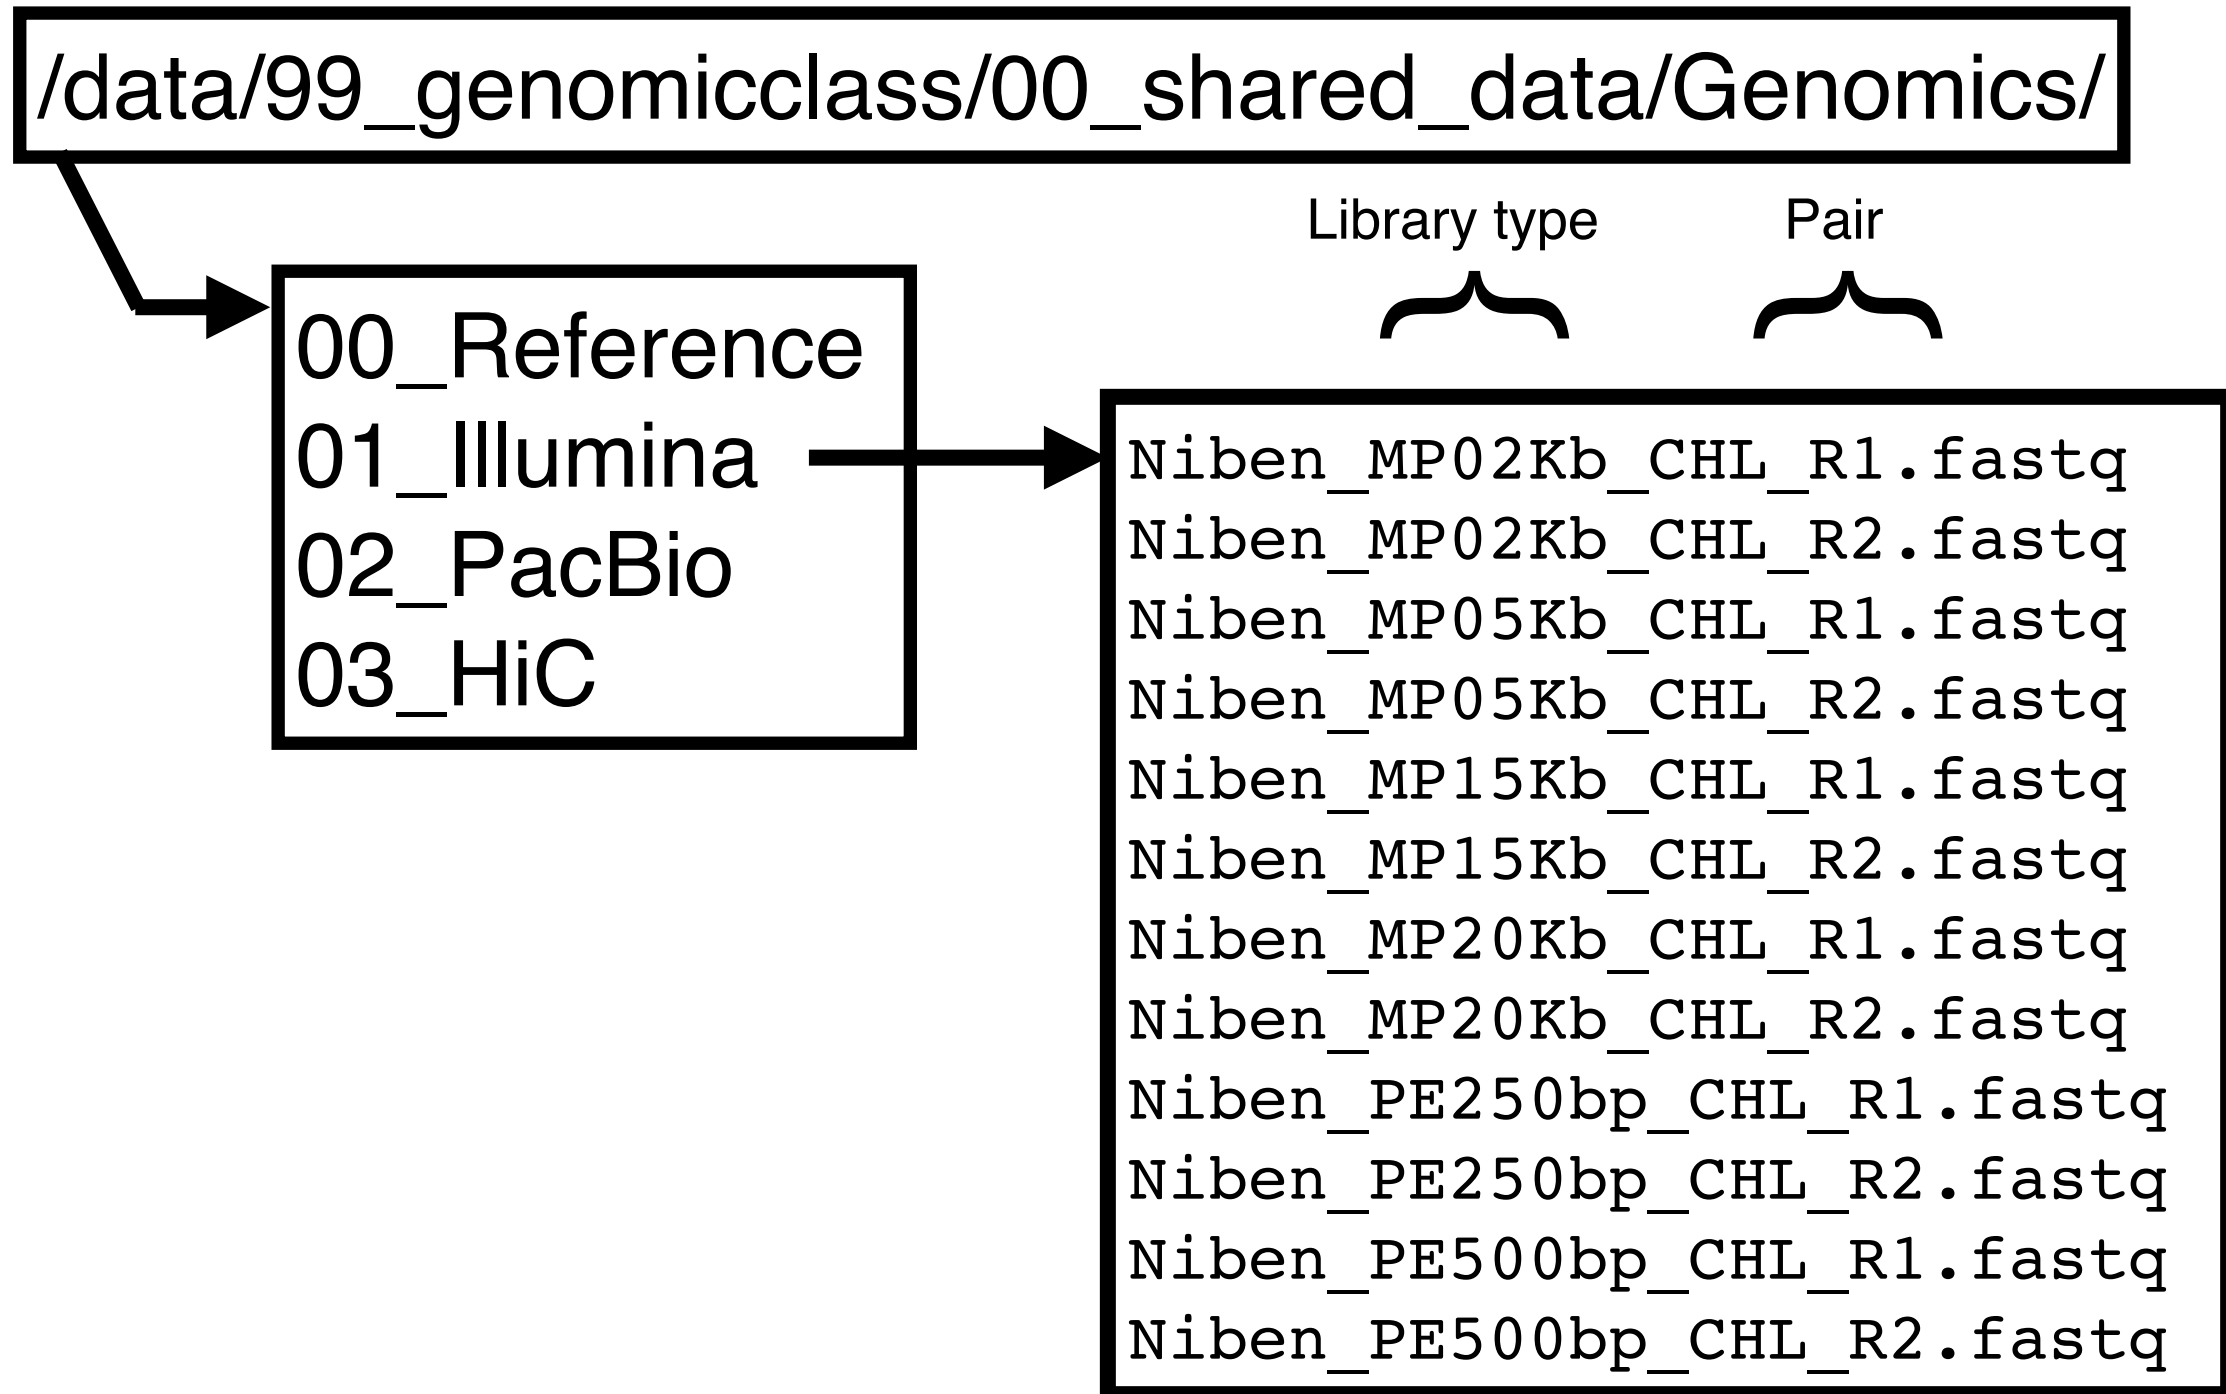 /data/99_genomicclass/00_shared_data/Genomics/
Library type Pair
00_Reference
01_Illumina
02_PacBio
03_HiC
Niben_MP02Kb_CHL_R1.fastq
Niben_MP02Kb_CHL_R2.fastq
Niben_MP05Kb_CHL_R1.fastq
Niben_MP05Kb_CHL_R2.fastq
Niben_MP15Kb_CHL_R1.fastq
Niben_MP15Kb_CHL_R2.fastq
Niben_MP20Kb_CHL_R1.fastq
Niben_MP20Kb_CHL_R2.fastq
Niben_PE250bp_CHL_R1.fastq
Niben_PE250bp_CHL_R2.fastq
Niben_PE500bp_CHL_R1.fastq
Niben_PE500bp_CHL_R2.fastq